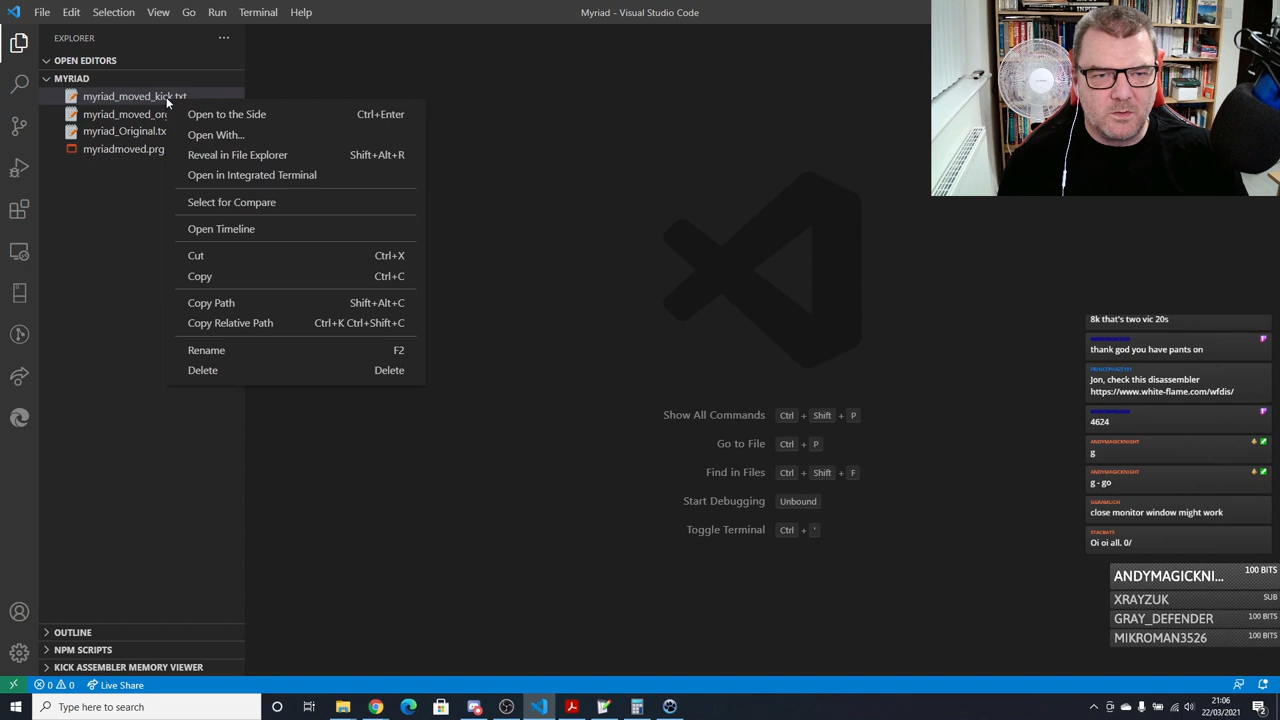 File Edit Selection View Go Run Terminal Help
Myriad - Visual Studio Code
EXPLORER
OPEN EDITORS
MYRIAD
myriad_moved_kick.txt
myriad_moved_org
myriad_Original.tx
myriadmoved.prg
Open to the Side Ctrl+Enter
Open With...
Reveal in File Explorer Shift+Alt+R
Open in Integrated Terminal
Select for Compare
Open Timeline
Cut Ctrl+X
Copy Ctrl+C
Copy Path Shift+Alt+C
Copy Relative Path Ctrl+K Ctrl+Shift+C
Rename F2
Delete Delete
Show All Commands Ctrl + Shift + P
Go to File Ctrl + P
Find in Files Ctrl + Shift + F
Start Debugging Unbound
Toggle Terminal Ctrl + '
8k that's two vic 20s
thank god you have pants on
PRINCEPHAZE101
Jon, check this disassembler
https://www.white-flame.com/wfdis/
4624
ANDYMAGICKNIGHT
g
ANDYMAGICKNIGHT
g - go
GGRAMLICH
close monitor window might work
STACBATS
Oi oi all. 0/
ANDYMAGICKNI... 100 BITS
XRAYZUK SUB
GRAY_DEFENDER 100 BITS
MIKROMAN3526 100 BITS
OUTLINE
NPM SCRIPTS
KICK ASSEMBLER MEMORY VIEWER
0 0 Live Share
Type here to search
21:06
22/03/2021
2